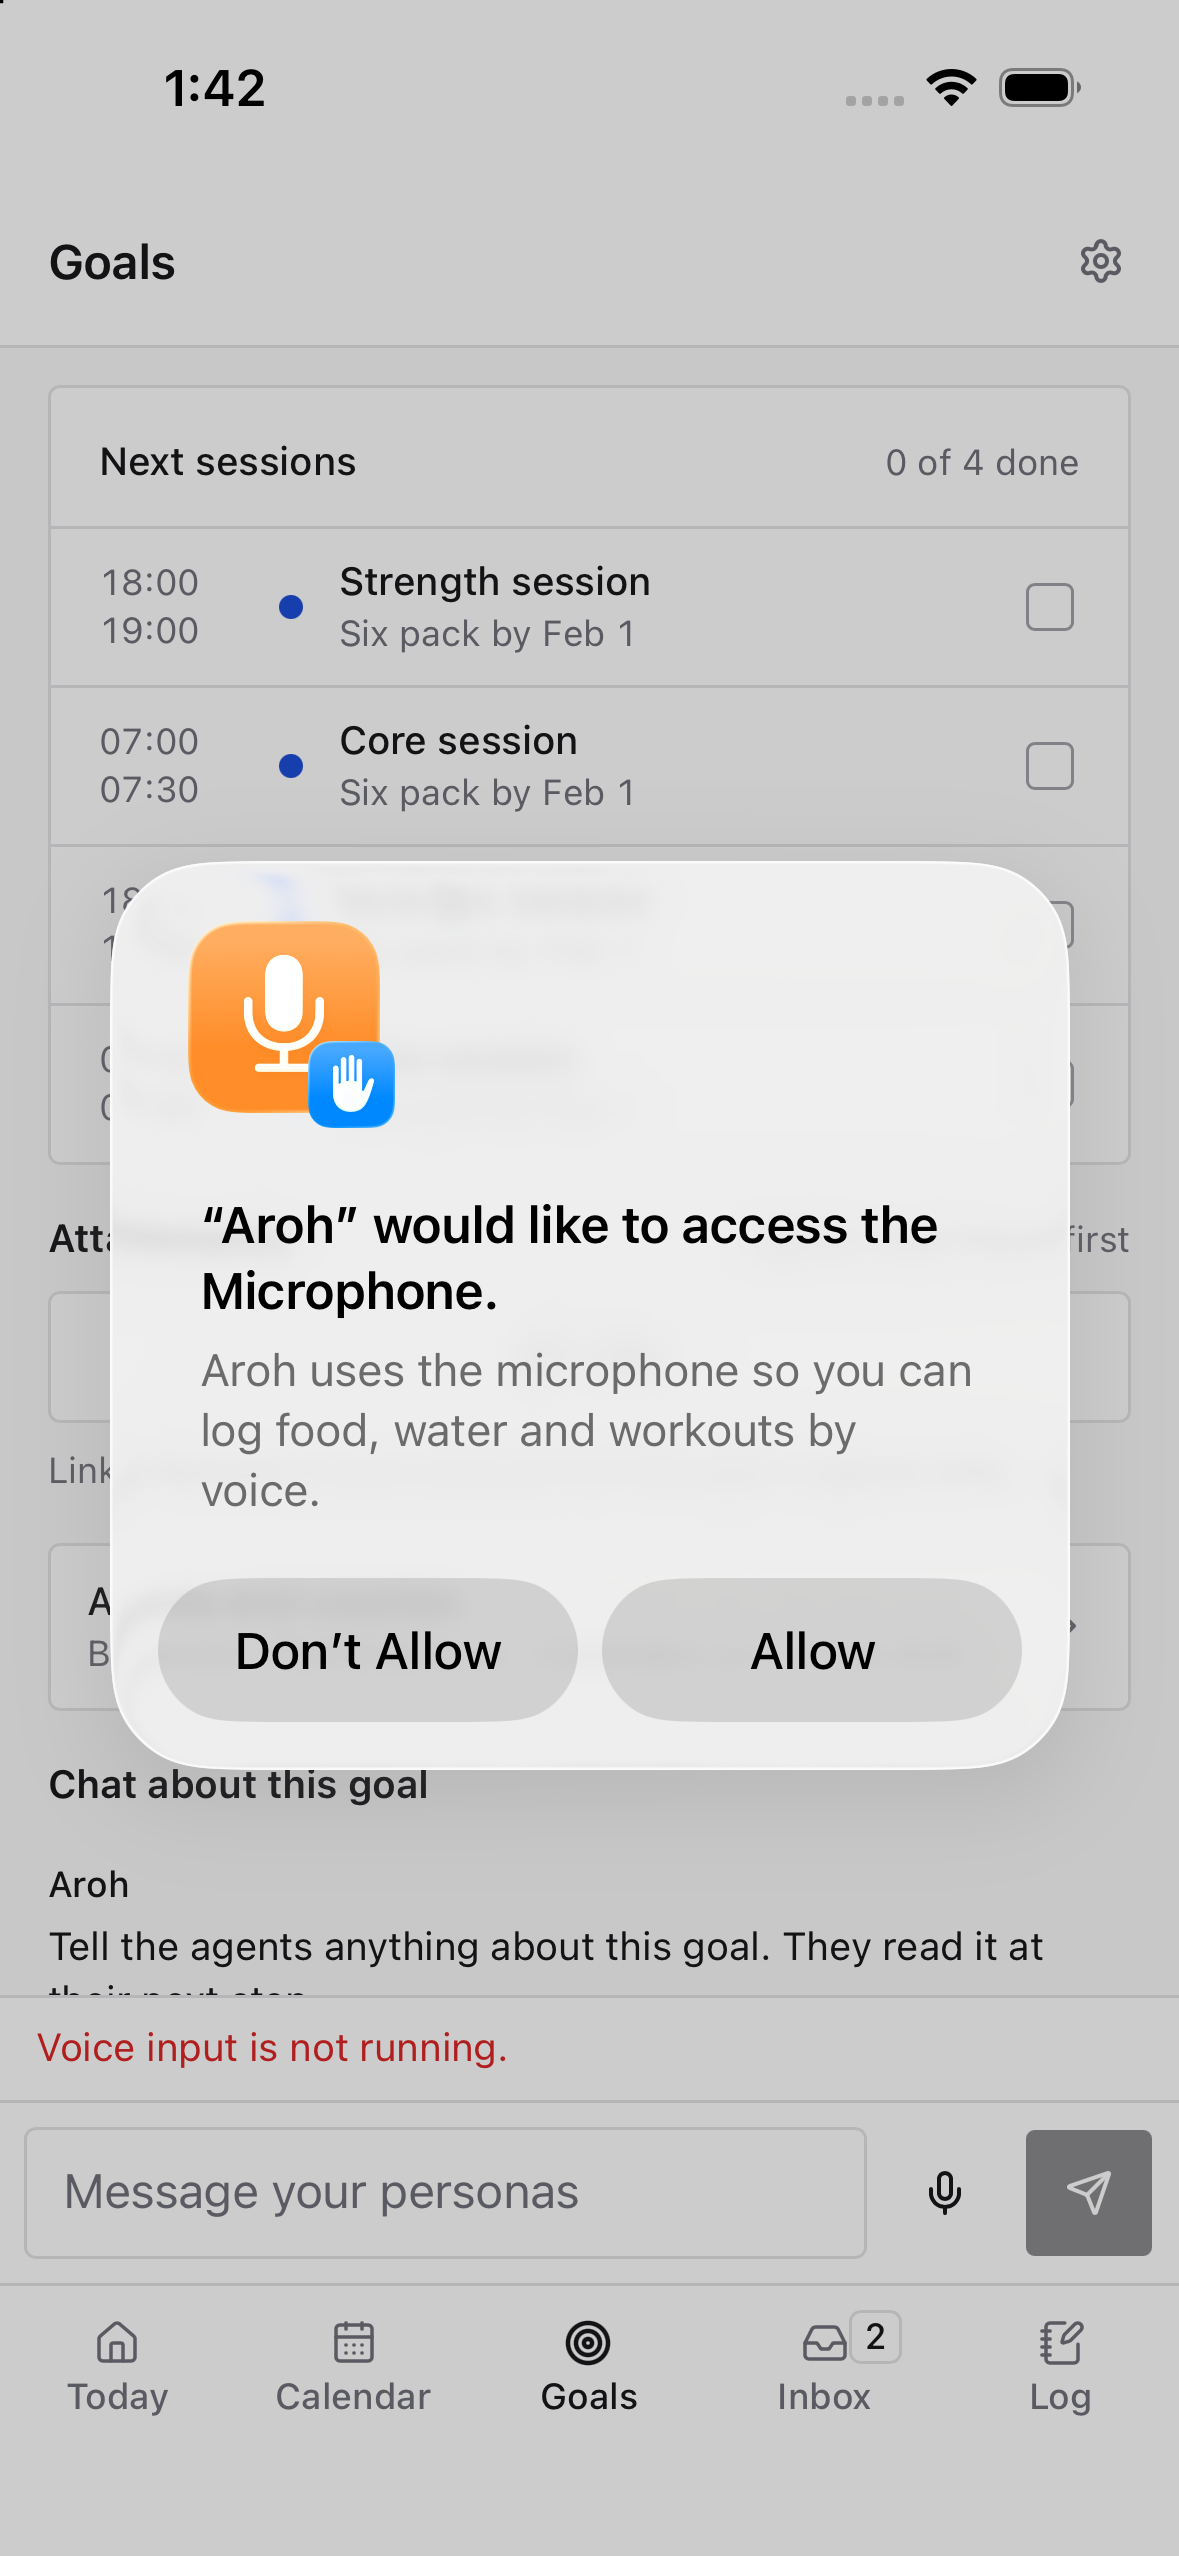 1:42
Goals
Next sessions
0 of 4 done
18:00
19:00
Strength session
Six pack by Feb 1
07:00
07:30
Core session
Six pack by Feb 1
“Aroh” would like to access the
Microphone.
Aroh uses the microphone so you can
log food, water and workouts by
voice.
Don’t Allow
Allow
first
Link
Chat about this goal
Aroh
Tell the agents anything about this goal. They read it at
Voice input is not running.
Message your personas
Today
Calendar
Goals
Inbox
2
Log